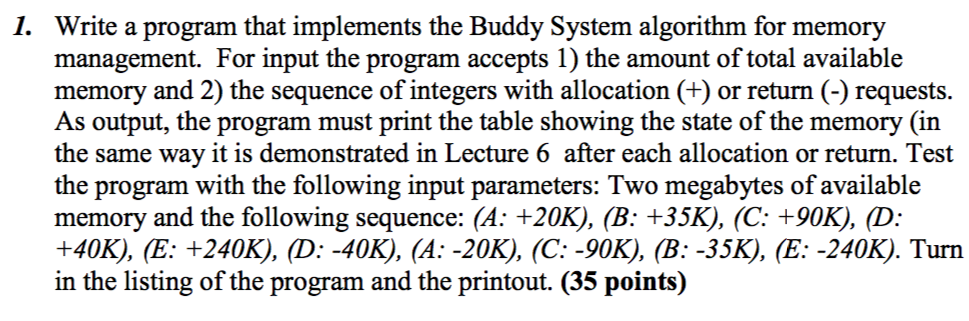 1. Write a program that implements the Buddy System algorithm for memory
management. For input the program accepts 1) the amount of total available
memory and 2) the sequence of integers with allocation (+) or return (-) requests.
As output, the program must print the table showing the state of the memory (in
the same way it is demonstrated in Lecture 6 after each allocation or return. Test
the program with the following input parameters: Two megabytes of available
memory and the following sequence: (A: +20K), (B: +35K), (C: +90K), (D:
+40K), (E: +240K), (D: -40K), (A: -20K), (C: -90K), (B: -35K), (E: -240K). Turn
in the listing of the program and the printout. (35 points)